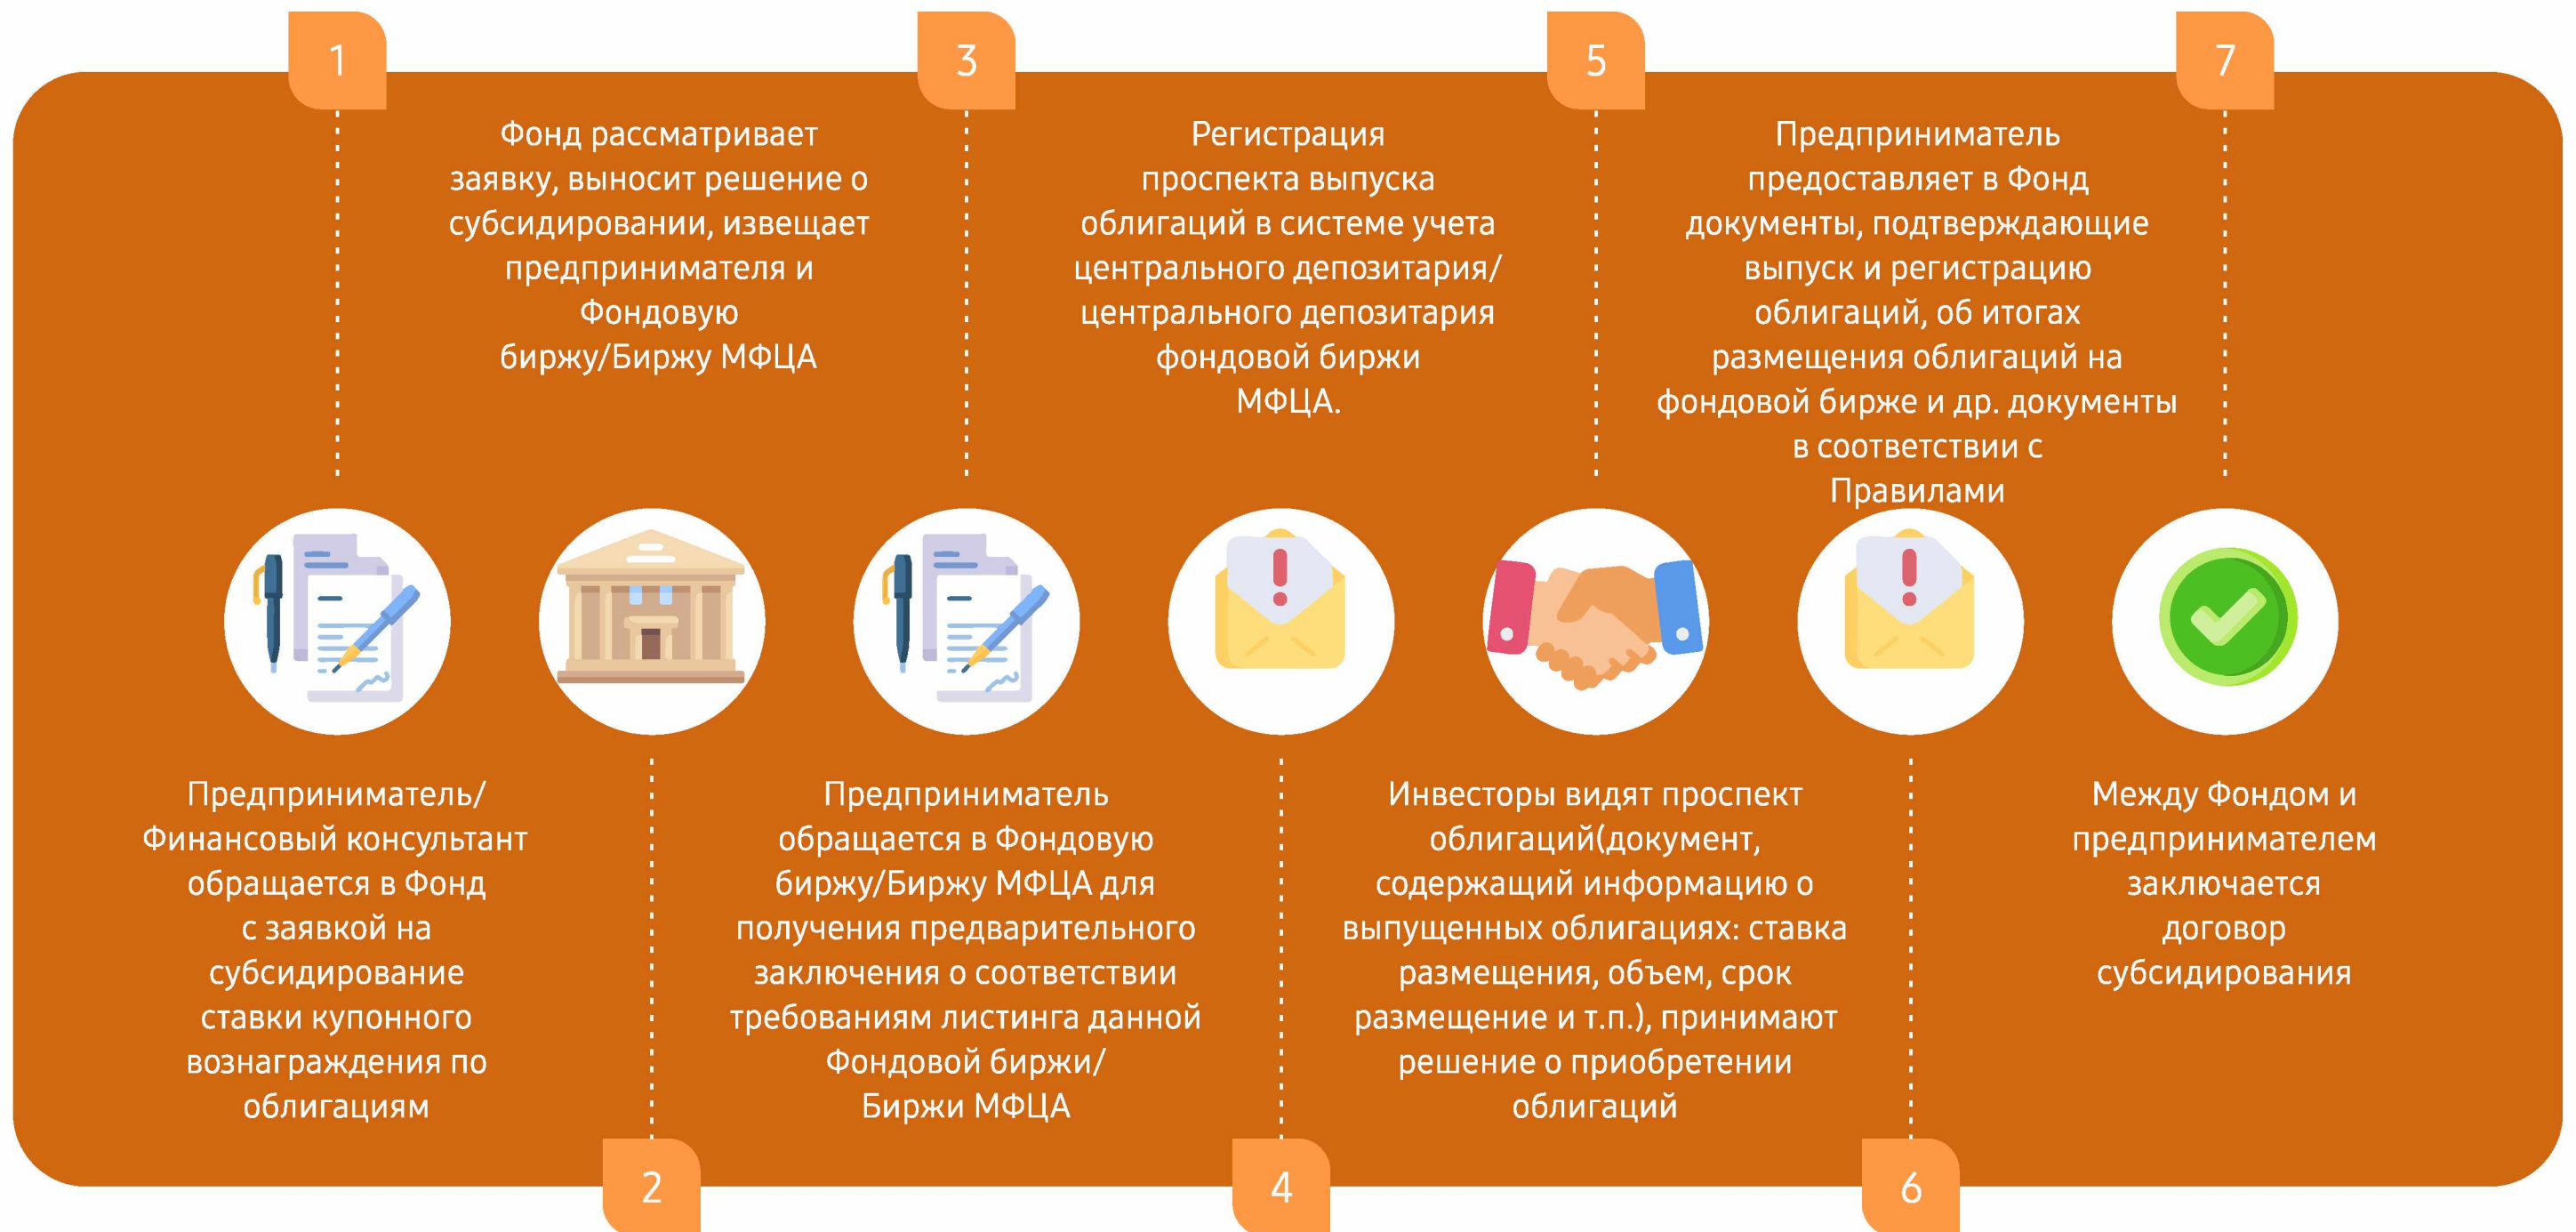 1
Предприниматель/
Финансовый консультант
обращается в Фонд
с заявкой на
субсидирование
ставки купонного
вознаграждения по
облигациям
2
Фонд рассматривает
заявку, выносит решение о
субсидировании, извещает
предпринимателя и
Фондовую
биржу/Биржу МФЦА
3
Предприниматель
обращается в Фондовую
биржу/Биржу МФЦА для
получения предварительного
заключения о соответствии
требованиям листинга данной
Фондовой биржи/
Биржи МФЦА
4
Регистрация
проспекта выпуска
облигаций в системе учета
центрального депозитария/
центрального депозитария
фондовой биржи
МФЦА.
5
Инвесторы видят проспект
облигаций(документ,
содержащий информацию о
выпущенных облигациях: ставка
размещения, объем, срок
размещение и т.п.), принимают
решение о приобретении
облигаций
6
Предприниматель
предоставляет в Фонд
документы, подтверждающие
выпуск и регистрацию
облигаций, об итогах
размещения облигаций на
фондовой бирже и др. документы
в соответствии с
Правилами
7
Между Фондом и
предпринимателем
заключается
договор
субсидирования